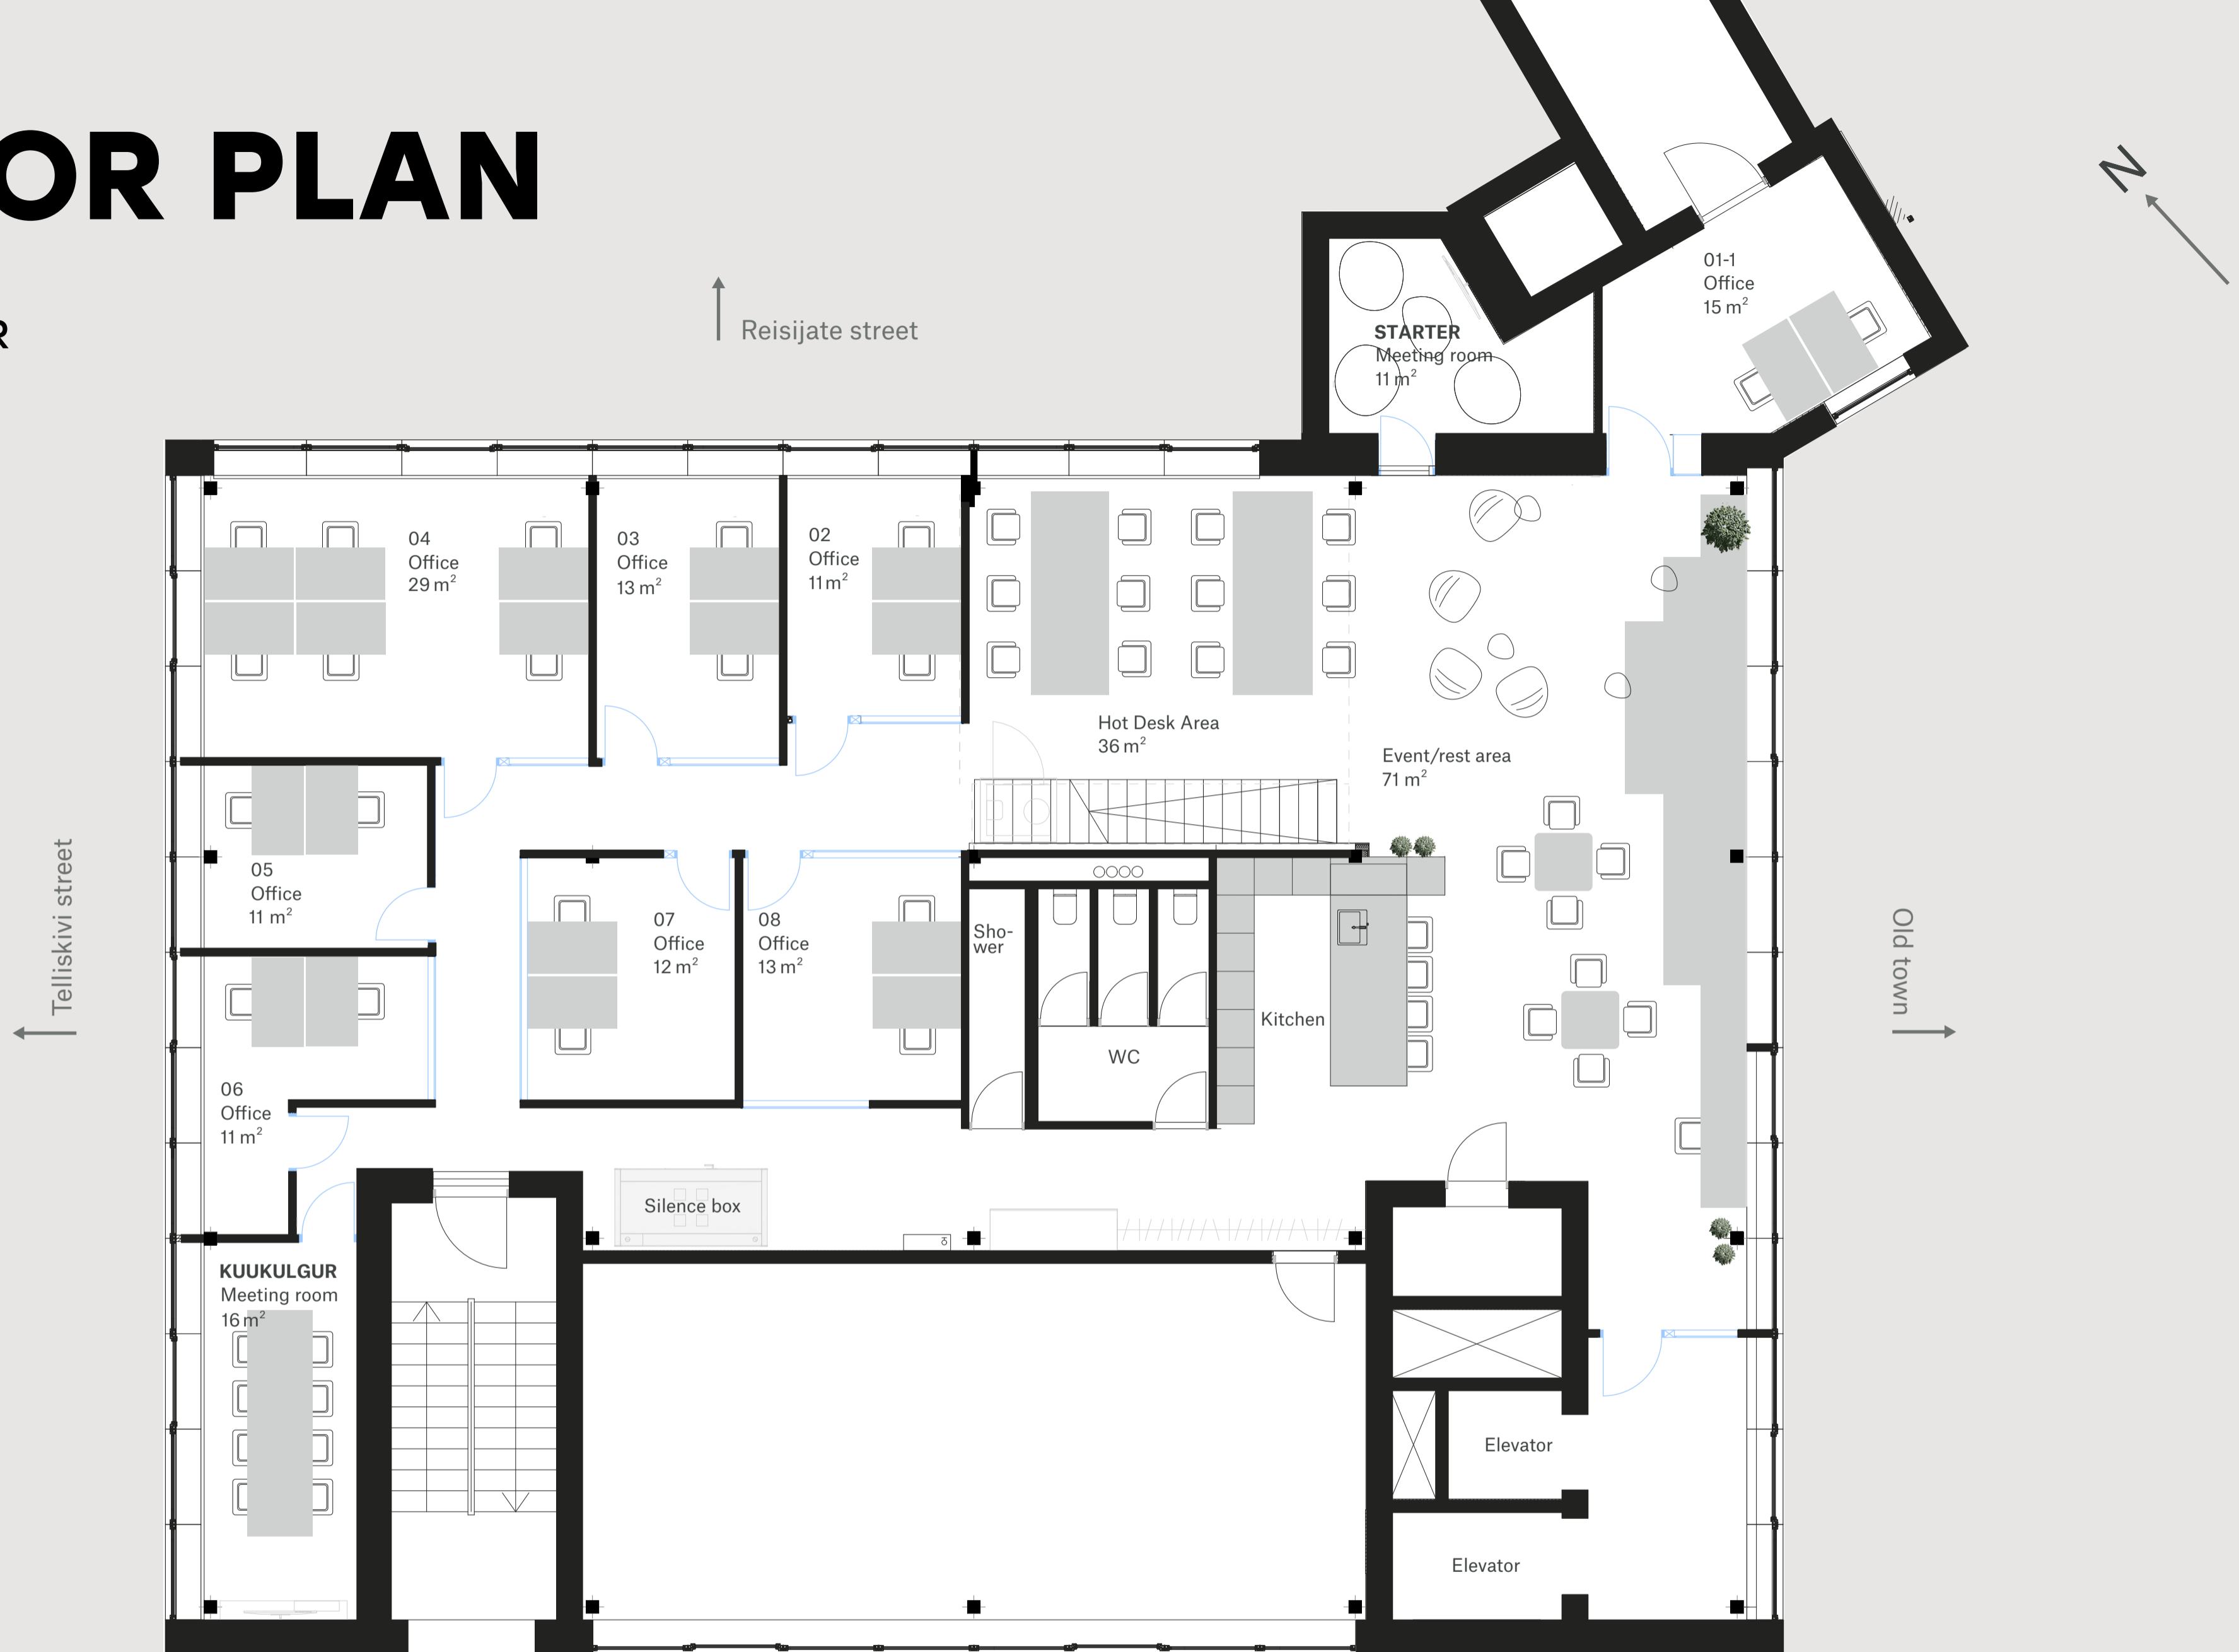 OR PLAN
R
N
Reisijate street
Telliskivi street
Old town
01-1
Office
15 m²
STARTER
Meeting room
11 m²
04
Office
29 m²
03
Office
13 m²
02
Office
11 m²
Hot Desk Area
36 m²
Event/rest area
71 m²
05
Office
11 m²
07
Office
12 m²
08
Office
13 m²
Sho-
wer
WC
Kitchen
06
Office
11 m²
Silence box
KUUKULGUR
Meeting room
16 m²
Elevator
Elevator